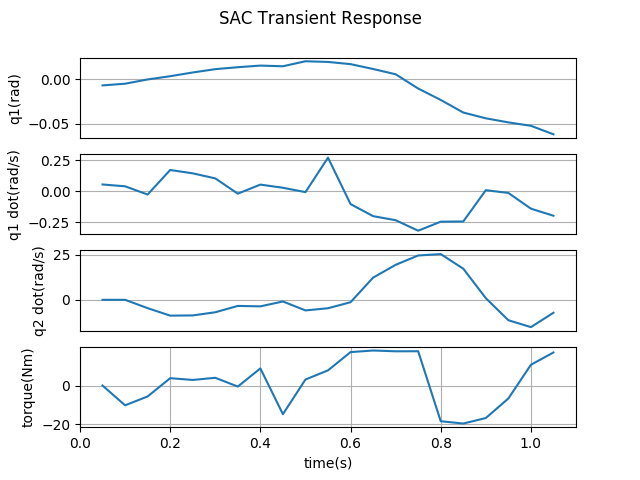 SAC Transient Response
q1(rad)
0.00
−0.05
q1 dot(rad/s)
0.25
0.00
−0.25
q2 dot(rad/s)
25
0
torque(Nm)
0
−20
0.0 0.2 0.4 0.6 0.8 1.0
time(s)